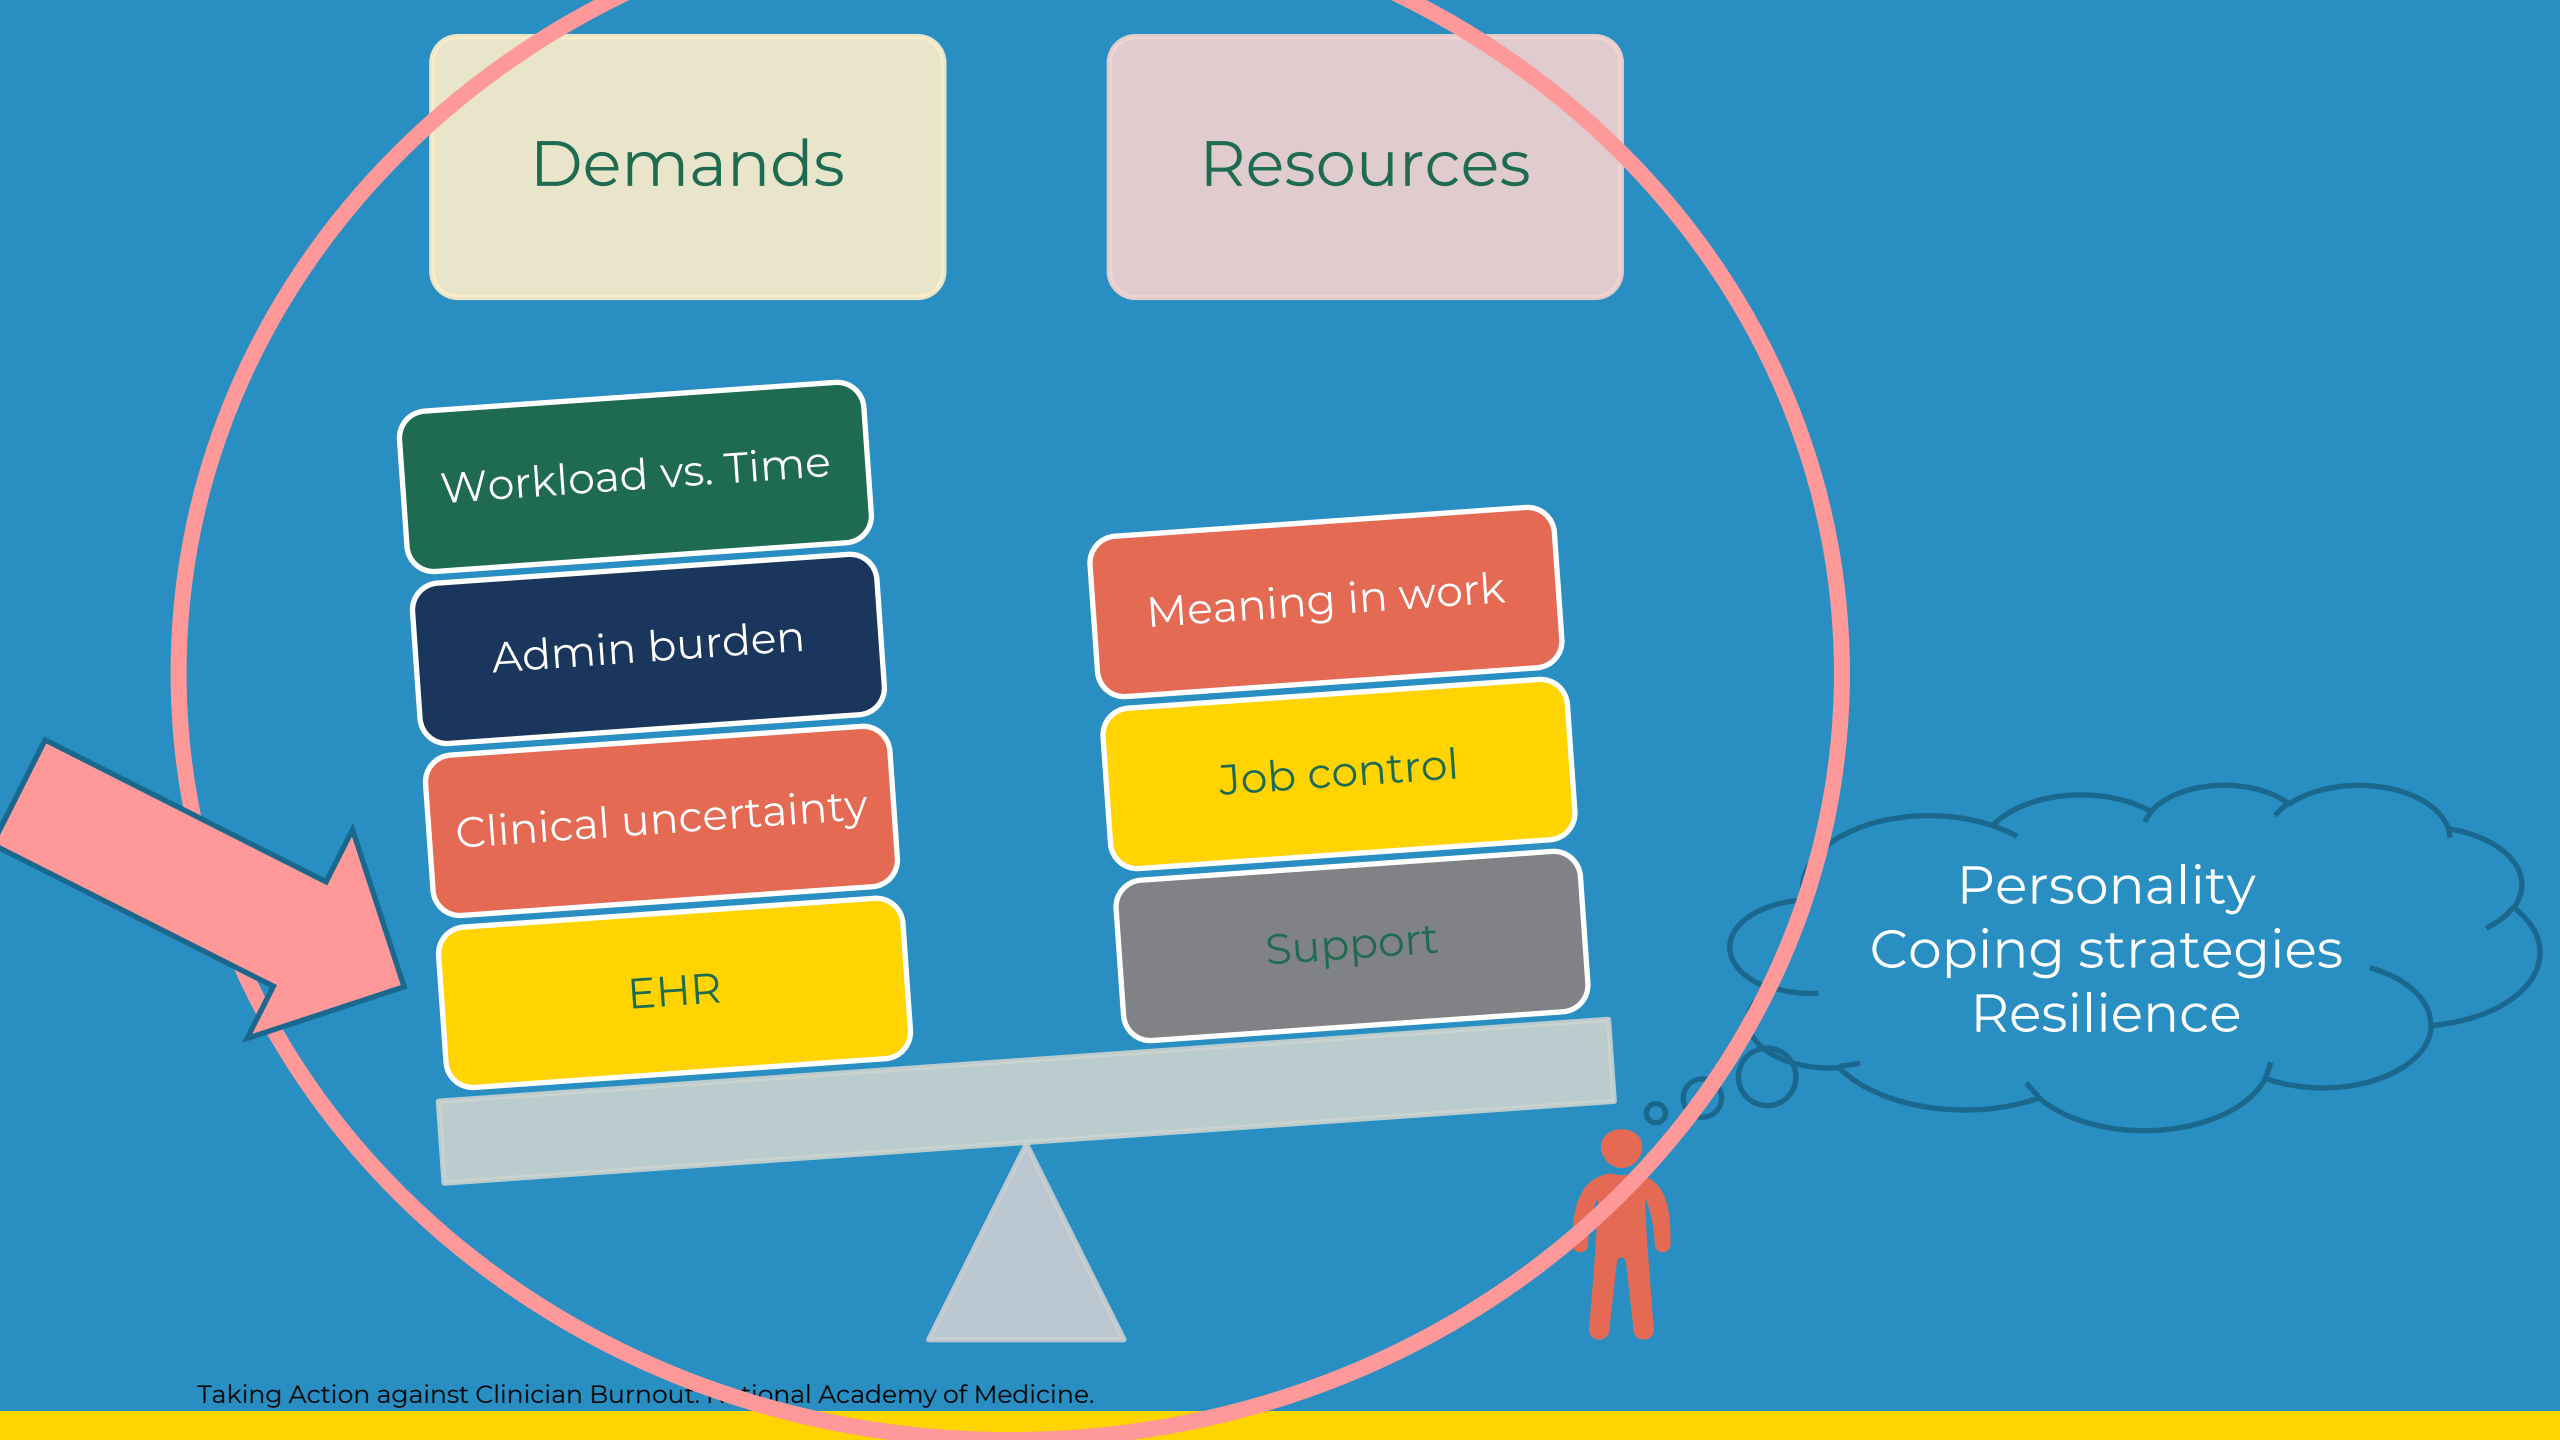 Demands
Resources
Workload vs. Time
Admin burden
Clinical uncertainty
EHR
Meaning in work
Job control
Support
Personality
Coping strategies
Resilience
Taking Action against Clinician Burnout. National Academy of Medicine.